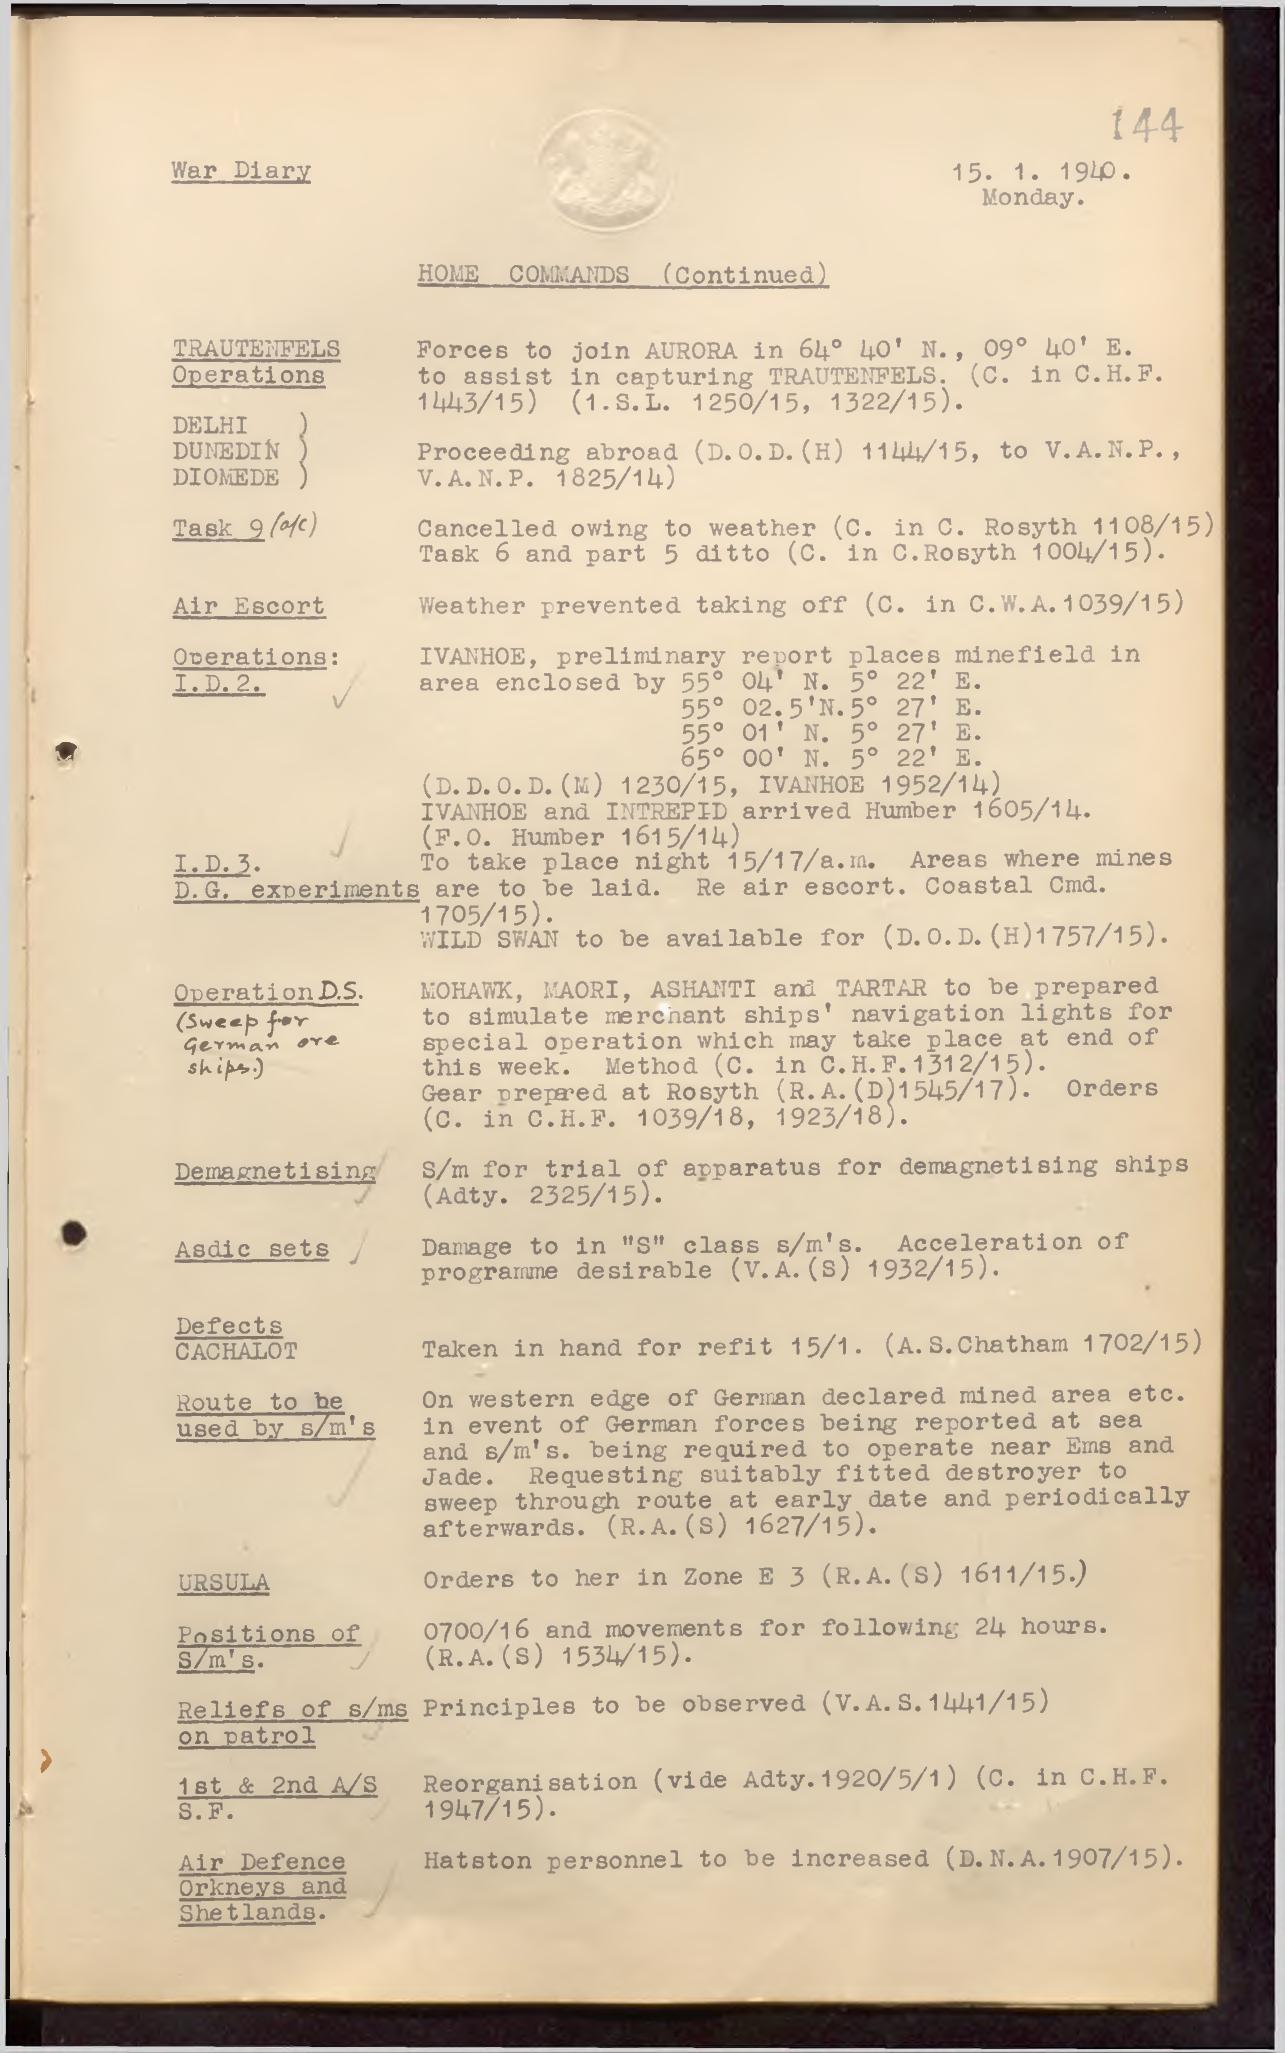 144
War Diary
15. 1. 1940.
Monday.
HOME COMMANDS (Continued)
TRAUTENFELS Forces to join AURORA in 64° 40' N., 09° 40' E.
Operations to assist in capturing TRAUTENFELS. (C. in C.H.F.
1443/15) (1.S.L. 1250/15, 1322/15).
DELHI )
DUNEDIN ) Proceeding abroad (D.O.D.(H) 1144/15, to V.A.N.P.,
DIOMEDE ) V.A.N.P. 1825/14)
Task 9 (a/c) Cancelled owing to weather (C. in C. Rosyth 1108/15)
Task 6 and part 5 ditto (C. in C.Rosyth 1004/15).
Air Escort Weather prevented taking off (C. in C.W.A.1039/15)
Operations: IVANHOE, preliminary report places minefield in
I.D.2. area enclosed by 55° 04' N. 5° 22' E.
55° 02.5'N.5° 27' E.
55° 01' N. 5° 27' E.
65° 00' N. 5° 22' E.
(D.D.O.D.(M) 1230/15, IVANHOE 1952/14)
IVANHOE and INTREPID arrived Humber 1605/14.
(F.O. Humber 1615/14)
I.D.3. To take place night 15/17/a.m. Areas where mines
D.G. experiments are to be laid. Re air escort. Coastal Cmd.
1705/15).
WILD SWAN to be available for (D.O.D.(H)1757/15).
Operation D.S. MOHAWK, MAORI, ASHANTI and TARTAR to be prepared
(Sweep for to simulate merchant ships' navigation lights for
German ore special operation which may take place at end of
ships.) this week. Method (C. in C.H.F.1312/15).
Gear prepared at Rosyth (R.A.(D)1545/17). Orders
(C. in C.H.F. 1039/18, 1923/18).
Demagnetising S/m for trial of apparatus for demagnetising ships
(Adty. 2325/15).
Asdic sets Damage to in "S" class s/m's. Acceleration of
programme desirable (V.A.(S) 1932/15).
Defects
CACHALOT Taken in hand for refit 15/1. (A.S.Chatham 1702/15)
Route to be On western edge of German declared mined area etc.
used by s/m's in event of German forces being reported at sea
and s/m's. being required to operate near Ems and
Jade. Requesting suitably fitted destroyer to
sweep through route at early date and periodically
afterwards. (R.A.(S) 1627/15).
URSULA Orders to her in Zone E 3 (R.A.(S) 1611/15.)
Positions of 0700/16 and movements for following 24 hours.
S/m's. (R.A.(S) 1534/15).
Reliefs of s/ms Principles to be observed (V.A.S.1441/15)
on patrol
1st & 2nd A/S Reorganisation (vide Adty.1920/5/1) (C. in C.H.F.
S.F. 1947/15).
Air Defence Hatston personnel to be increased (D.N.A.1907/15).
Orkneys and
Shetlands.